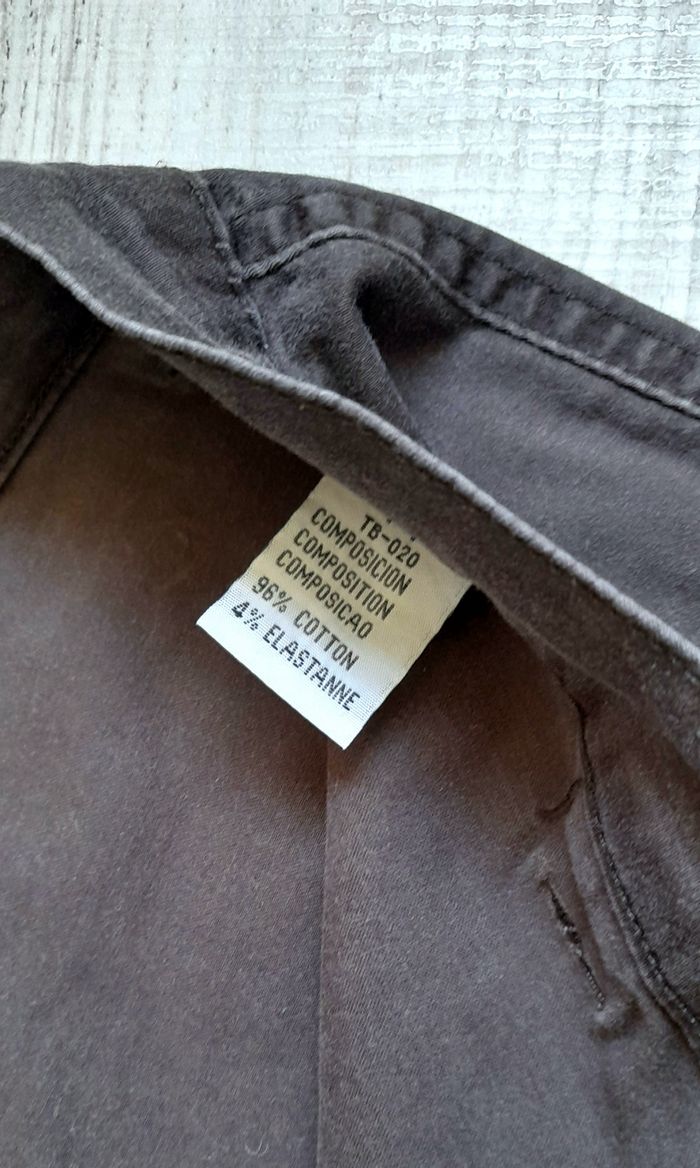 TB-020
COMPOSICION
COMPOSITION
COMPOSICAO
96% COTTON
4% ELASTANNE